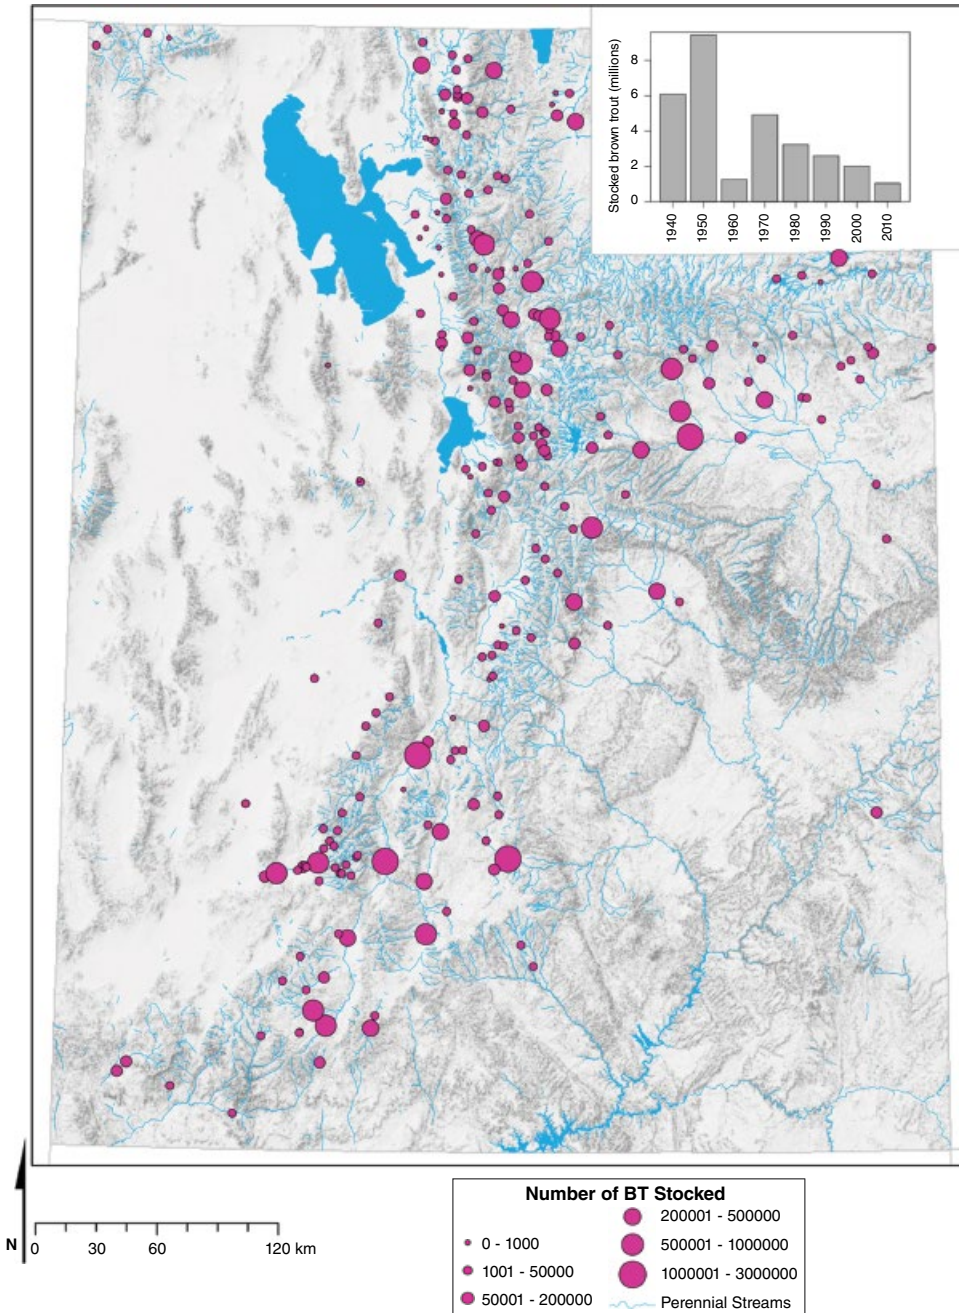 Stocked brown trout (millions)
8
6
4
2
0
1940
1950
1960
1970
1980
1990
2000
2010
N
0
30
60
120 km
Number of BT Stocked
0 - 1000
1001 - 50000
50001 - 200000
200001 - 500000
500001 - 1000000
1000001 - 3000000
Perennial Streams